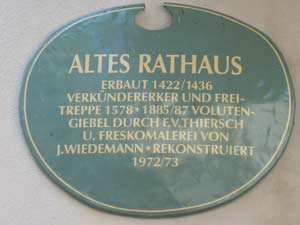 ALTES RATHAUS
ERBAUT 1422/1436
VERKÜNDERERKER UND FREI-
TREPPE 1578 • 1885/87 VOLUTEN-
GIEBEL DURCH F.V.THIERSCH
U. FRESKOMALEREI VON
J.WIEDEMANN • REKONSTRUIERT
1972/73